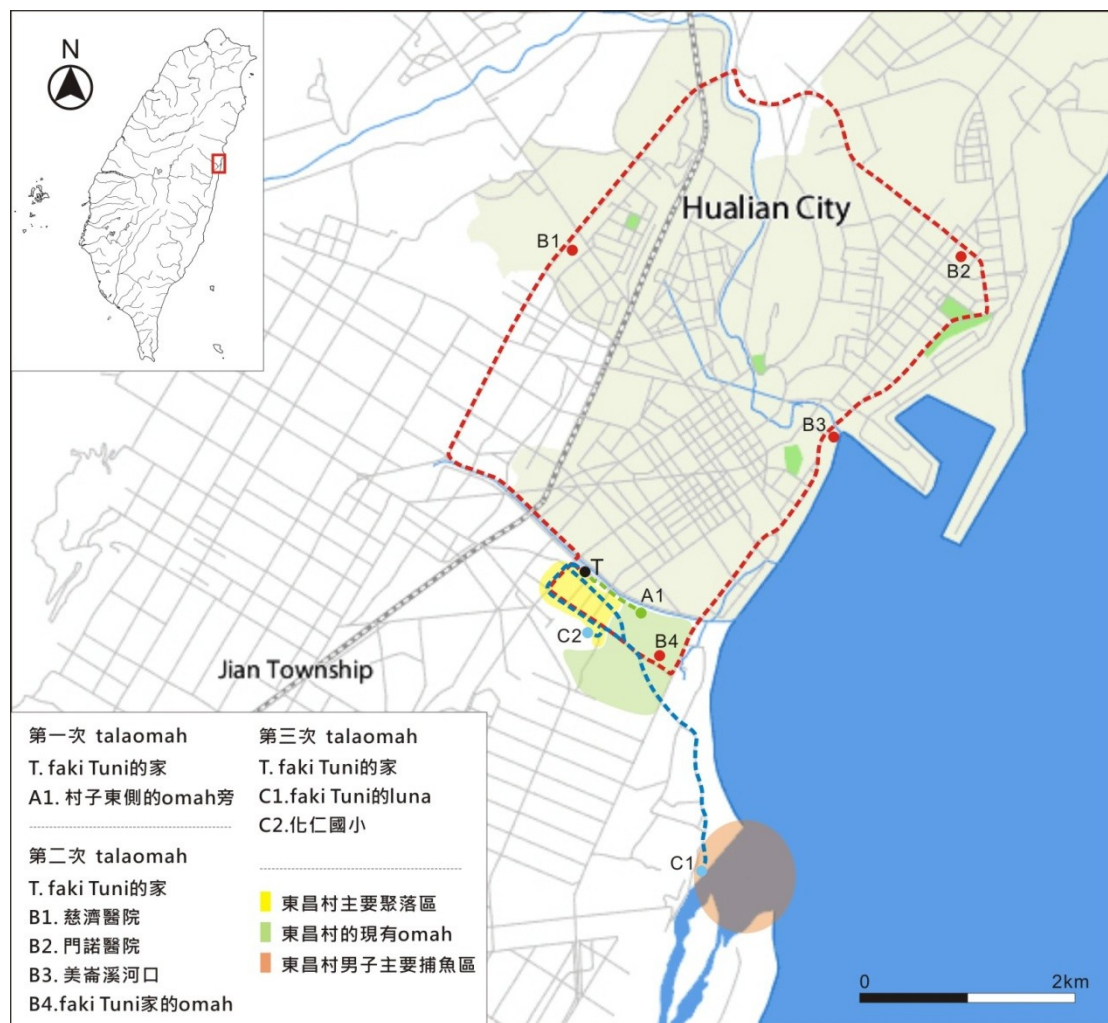 N
Hualian City
B1
B2
B3
T
A1
C2
B4
Jian Township
C1
第一次 talaomah
T. faki Tuni的家
A1. 村子東側的omah旁
第二次 talaomah
T. faki Tuni的家
B1. 慈濟醫院
B2. 門諾醫院
B3. 美崙溪河口
B4.faki Tuni家的omah
第三次 talaomah
T. faki Tuni的家
C1.faki Tuni的luna
C2.化仁國小
東昌村主要聚落區
東昌村的現有omah
東昌村男子主要捕魚區
0 2km